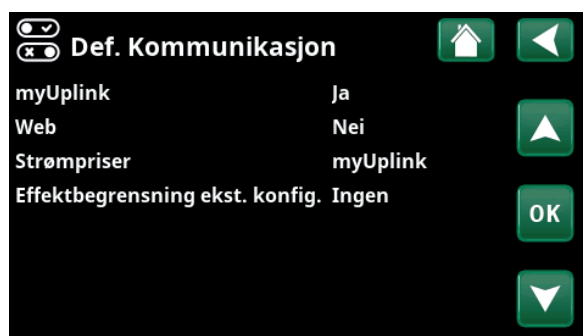 Def. Kommunikasjon
myUplink Ja
Web Nei
Strømpriser myUplink
Effektbegrensning ekst. konfig. Ingen
OK